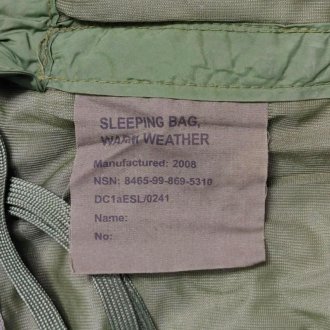 SLEEPING BAG,
WARM WEATHER
Manufactured: 2008
NSN: 8465-99-869-5310
DC1aESL/0241
Name:
No: